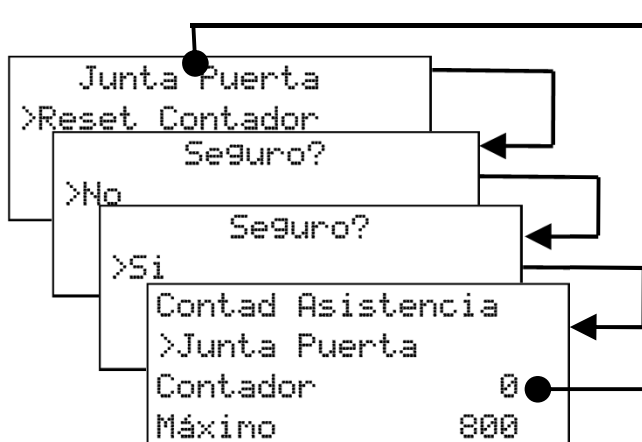 Junta Puerta
>Reset Contador
Seguro?
>No
Seguro?
>Si
Contad Asistencia
>Junta Puerta
Contador 0
Máximo 800